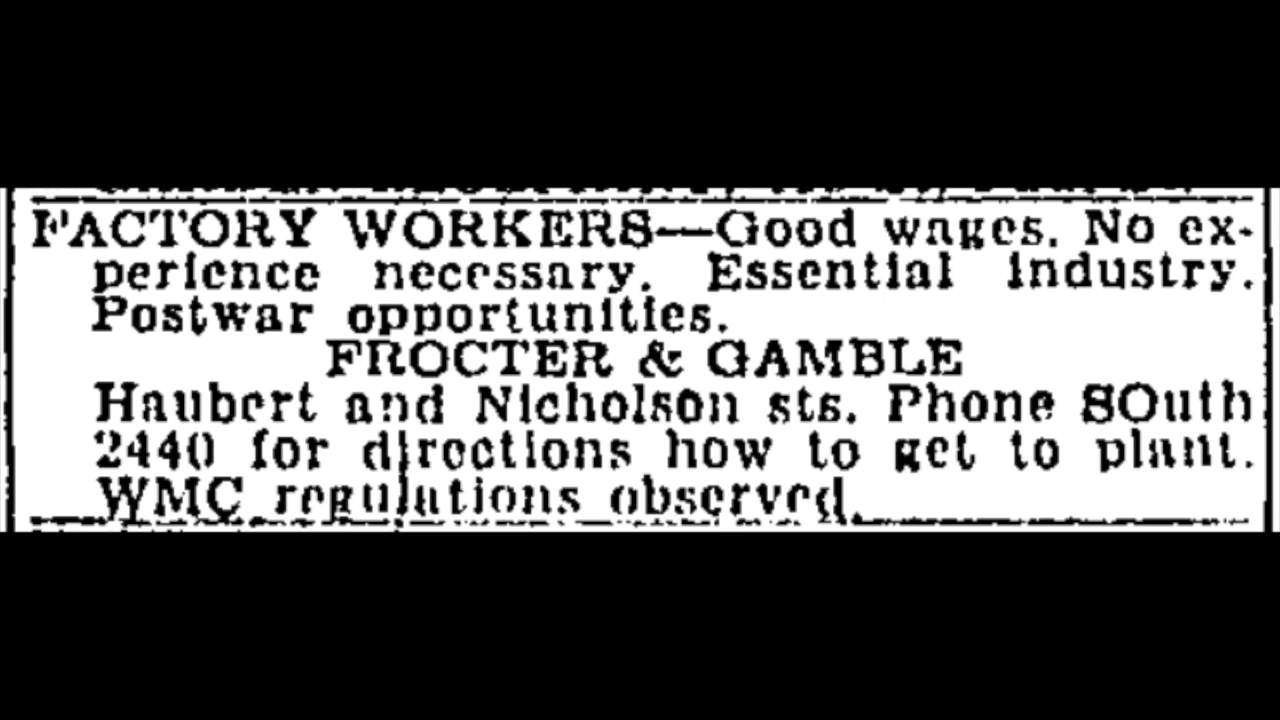 FACTORY WORKERS—Good wages. No ex-
perience necessary. Essential industry.
Postwar opportunities.
PROCTER & GAMBLE
Haubert and Nicholson sts. Phone SOuth
2440 for directions how to get to plant.
WMC regulations observed.